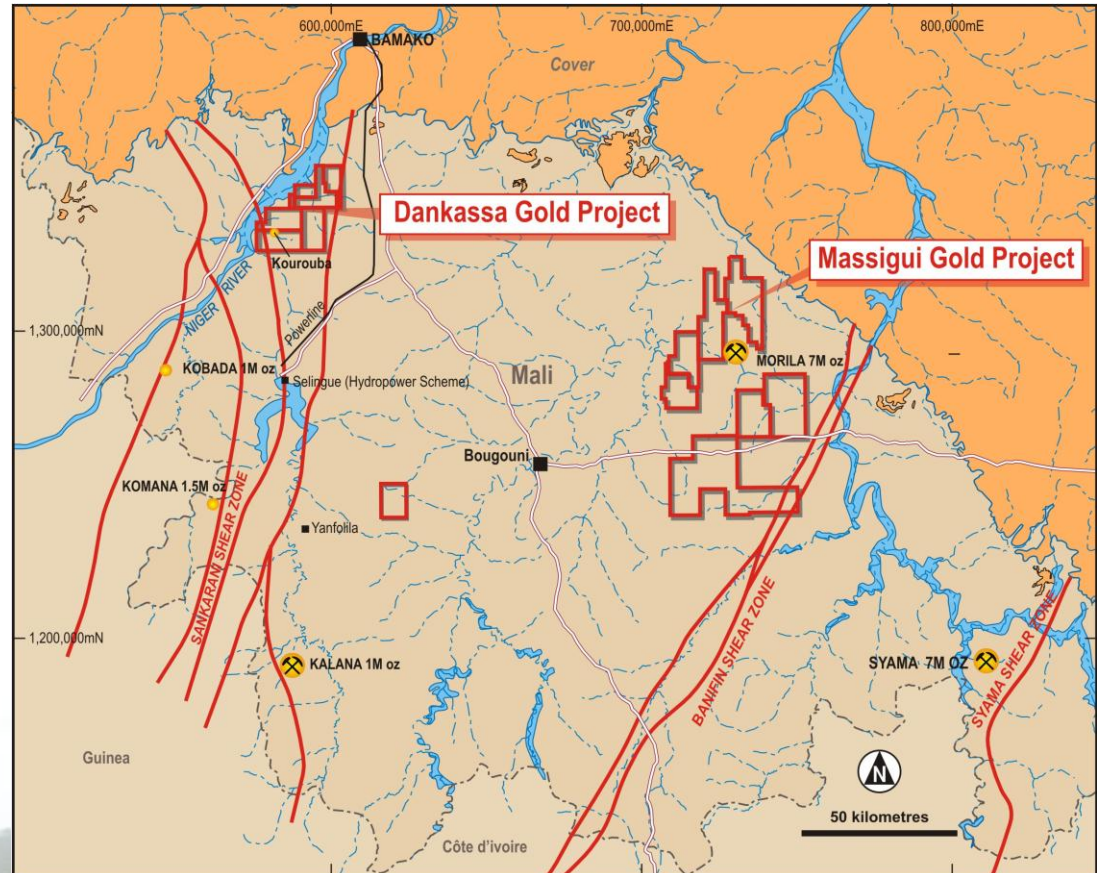 600,000mE
700,000mE
800,000mE
BAMAKO
Cover
Dankassa Gold Project
Kourouba
Massigui Gold Project
NIGER RIVER
Powerline
1,300,000mN
KOBADA 1M oz
Selingue (Hydropower Scheme)
Mali
MORILA 7M oz
Bougouni
KOMANA 1.5M oz
Yanfolila
SANKARANI SHEAR ZONE
1,200,000mN
KALANA 1M oz
BANIFIN SHEAR ZONE
SYAMA 7M OZ
SYAMA SHEAR ZONE
Guinea
N
50 kilometres
Côte d'ivoire